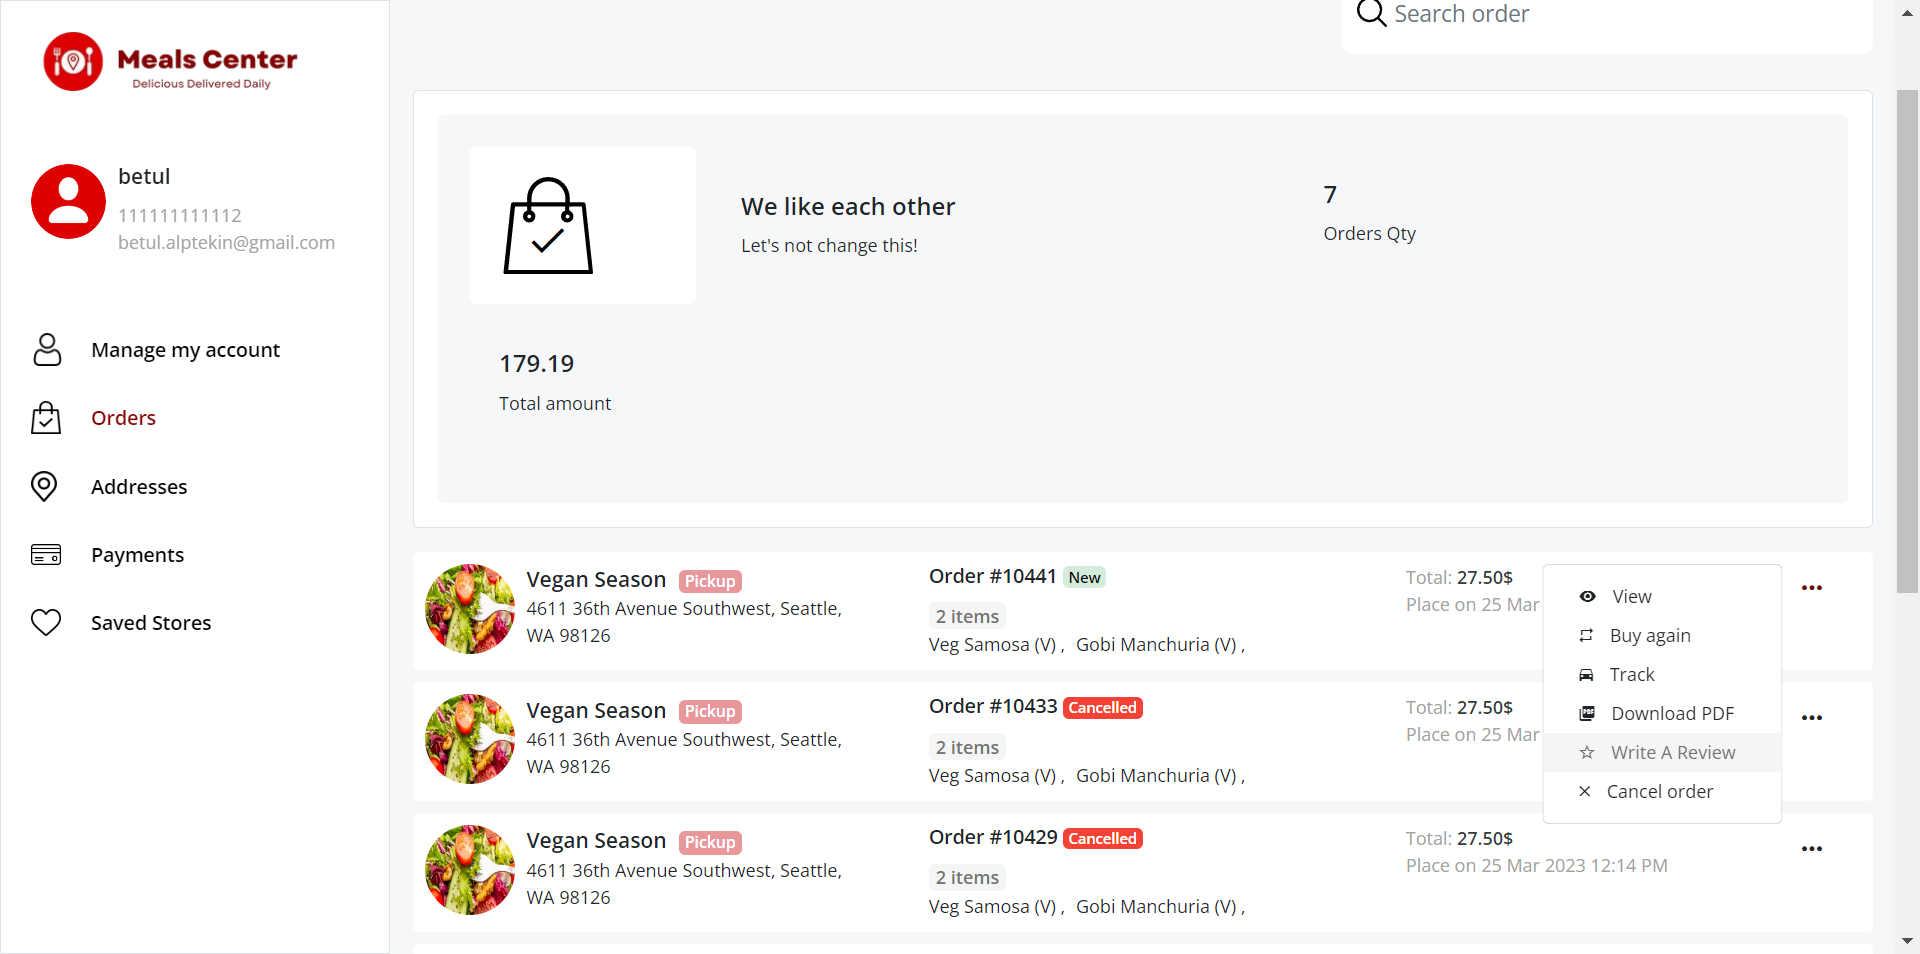 Meals Center
Delicious Delivered Daily
betul
111111111112
betul.alptekin@gmail.com
Manage my account
Orders
Addresses
Payments
Saved Stores
Search order
We like each other
Let's not change this!
7
Orders Qty
179.19
Total amount
Vegan Season Pickup
4611 36th Avenue Southwest, Seattle,
WA 98126
Order #10441 New
2 items
Veg Samosa (V) , Gobi Manchuria (V) ,
Total: 27.50$
Place on 25 Mar
View
Buy again
Track
PDF Download PDF
Write A Review
Cancel order
Vegan Season Pickup
4611 36th Avenue Southwest, Seattle,
WA 98126
Order #10433 Cancelled
2 items
Veg Samosa (V) , Gobi Manchuria (V) ,
Total: 27.50$
Place on 25 Mar
Vegan Season Pickup
4611 36th Avenue Southwest, Seattle,
WA 98126
Order #10429 Cancelled
2 items
Veg Samosa (V) , Gobi Manchuria (V) ,
Total: 27.50$
Place on 25 Mar 2023 12:14 PM